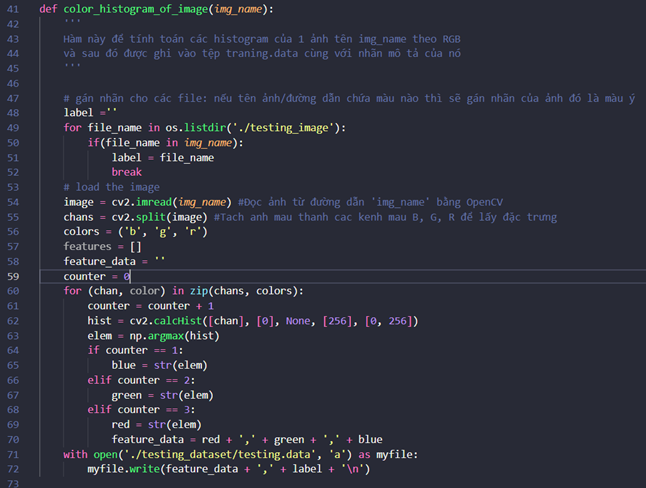 41 def color_histogram_of_image(img_name):
42 '''
43 Hàm này để tính toán các histogram của 1 ảnh tên img_name theo RGB
44 và sau đó được ghi vào tệp traning.data cùng với nhãn mô tả của nó
45 '''
46
47 # gán nhãn cho các file: nếu tên ảnh/đường dẫn chứa màu nào thì sẽ gán nhãn của ảnh đó là màu ý
48 label =''
49 for file_name in os.listdir('./testing_image'):
50 if(file_name in img_name):
51 label = file_name
52 break
53 # load the image
54 image = cv2.imread(img_name) #Đọc ảnh từ đường dẫn 'img_name' bằng OpenCV
55 chans = cv2.split(image) #Tach anh mau thanh cac kenh mau B, G, R để lấy đặc trưng
56 colors = ('b', 'g', 'r')
57 features = []
58 feature_data = ''
59 counter = 0
60 for (chan, color) in zip(chans, colors):
61 counter = counter + 1
62 hist = cv2.calcHist([chan], [0], None, [256], [0, 256])
63 elem = np.argmax(hist)
64 if counter == 1:
65 blue = str(elem)
66 elif counter == 2:
67 green = str(elem)
68 elif counter == 3:
69 red = str(elem)
70 feature_data = red + ',' + green + ',' + blue
71 with open('./testing_dataset/testing.data', 'a') as myfile:
72 myfile.write(feature_data + ',' + label + '\n')
73